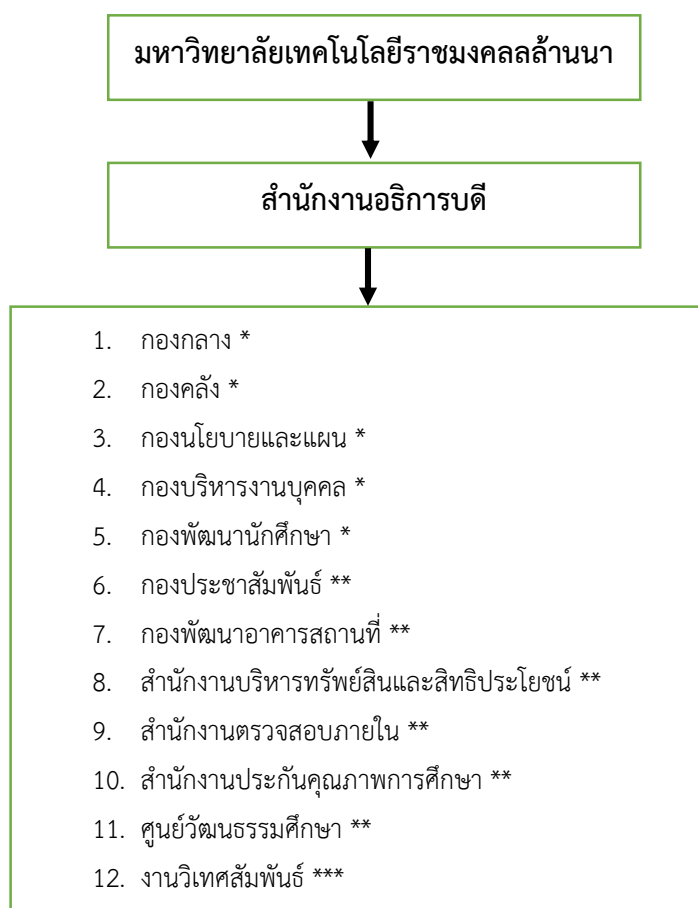 มหาวิทยาลัยเทคโนโลยีราชมงคลลล้านนา
สำนักงานอธิการบดี
1. กองกลาง *
2. กองคลัง *
3. กองนโยบายและแผน *
4. กองบริหารงานบุคคล *
5. กองพัฒนานักศึกษา *
6. กองประชาสัมพันธ์ **
7. กองพัฒนาอาคารสถานที่ **
8. สำนักงานบริหารทรัพย์สินและสิทธิประโยชน์ **
9. สำนักงานตรวจสอบภายใน **
10. สำนักงานประกันคุณภาพการศึกษา **
11. ศูนย์วัฒนธรรมศึกษา **
12. งานวิเทศสัมพันธ์ ***